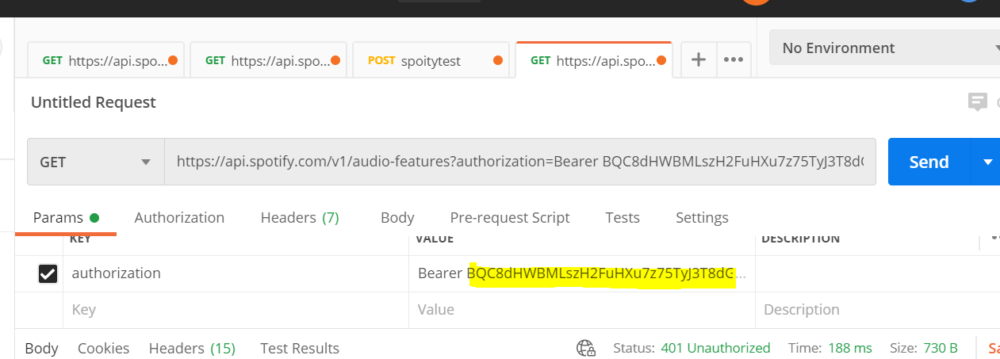 GET https://api.spo... GET https://api.spo... POST spoitytest GET https://api.spo... + ••• No Environment
Untitled Request
GET https://api.spotify.com/v1/audio-features?authorization=Bearer BQC8dHWBMLszH2FuHXu7z75TyJ3T8dG Send
Params Authorization Headers (7) Body Pre-request Script Tests Settings
KEY VALUE DESCRIPTION
authorization Bearer BQC8dHWBMLszH2FuHXu7z75TyJ3T8dG...
Key Value Description
Body Cookies Headers (15) Test Results Status: 401 Unauthorized Time: 188 ms Size: 730 B Sa